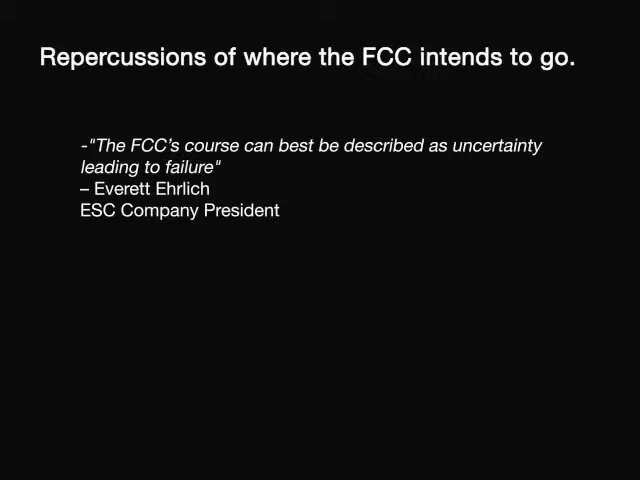 Repercussions of where the FCC intends to go.
-"The FCC's course can best be described as uncertainty
leading to failure"
– Everett Ehrlich
ESC Company President